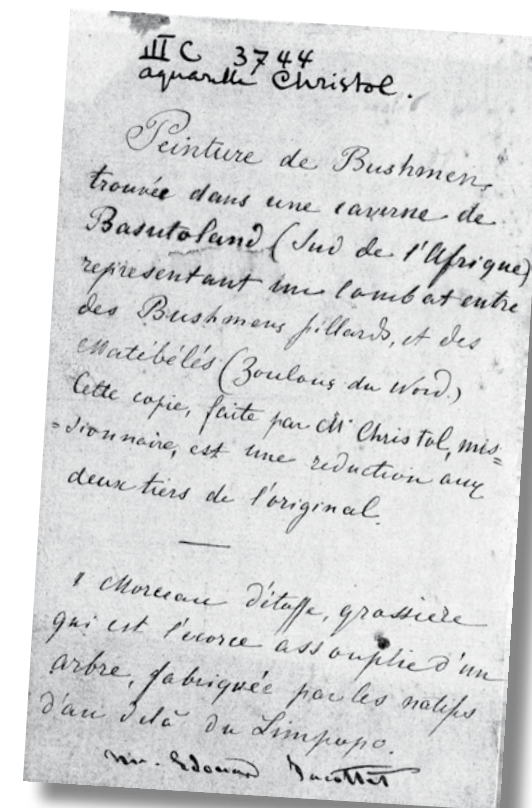 III C 3744
aquarelle Christol.
Peinture de Bushmens
trouvée dans une caverne de
Basutoland (Sud de l'Afrique)
représentant un combat entre
des Bushmens pillards, et des
Matébélés (Zoulous du Nord.)
Cette copie, faite par Mr Christol, mis=
=sionnaire, est une réduction aux
deux tiers de l'original.
1 Morceau d'étoffe, grossière
qui est l'écorce assouplie d'un
arbre, fabriquée par les natifs
d'au delà du Limpopo.
Edouard Jacottet